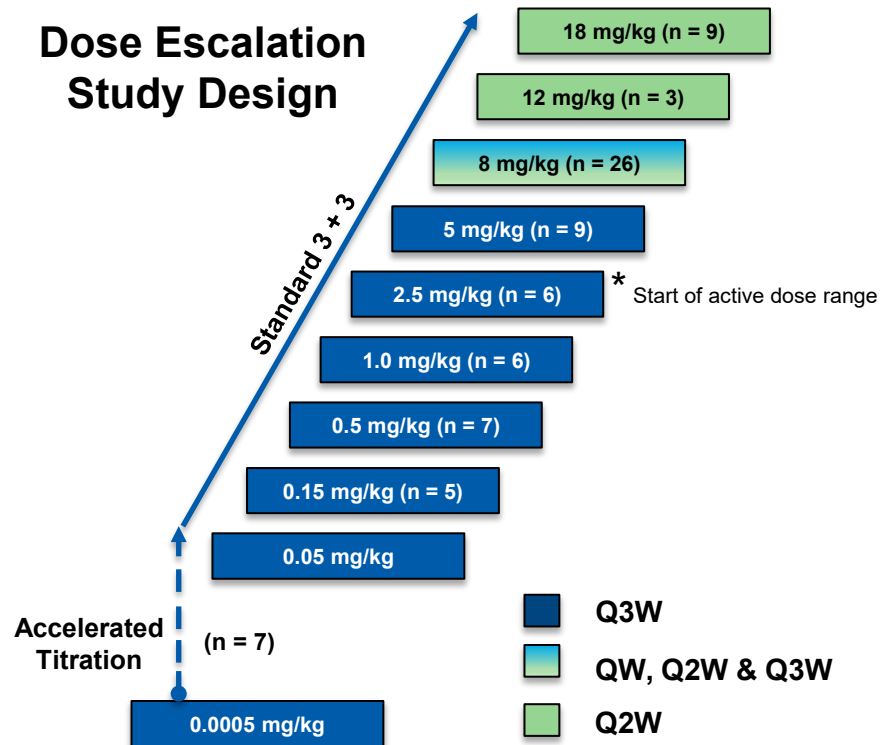 Dose Escalation
Study Design
18 mg/kg (n = 9)
12 mg/kg (n = 3)
8 mg/kg (n = 26)
5 mg/kg (n = 9)
2.5 mg/kg (n = 6)
* Start of active dose range
1.0 mg/kg (n = 6)
0.5 mg/kg (n = 7)
0.15 mg/kg (n = 5)
0.05 mg/kg
Standard 3 + 3
Accelerated
Titration
(n = 7)
0.0005 mg/kg
Q3W
QW, Q2W & Q3W
Q2W